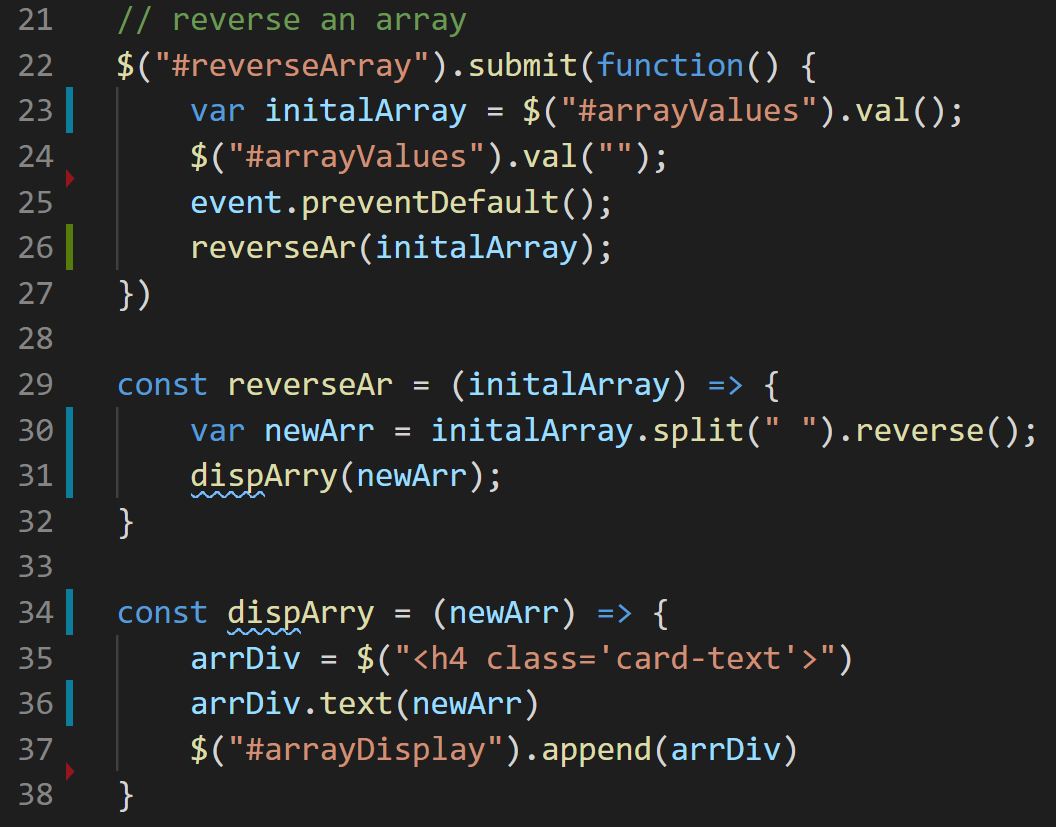 21 // reverse an array
22 $("#reverseArray").submit(function() {
23     var initalArray = $("#arrayValues").val();
24     $("#arrayValues").val("");
25     event.preventDefault();
26     reverseAr(initalArray);
27 })
28
29 const reverseAr = (initalArray) => {
30     var newArr = initalArray.split(" ").reverse();
31     dispArry(newArr);
32 }
33
34 const dispArry = (newArr) => {
35     arrDiv = $("<h4 class='card-text'>")
36     arrDiv.text(newArr)
37     $("#arrayDisplay").append(arrDiv)
38 }